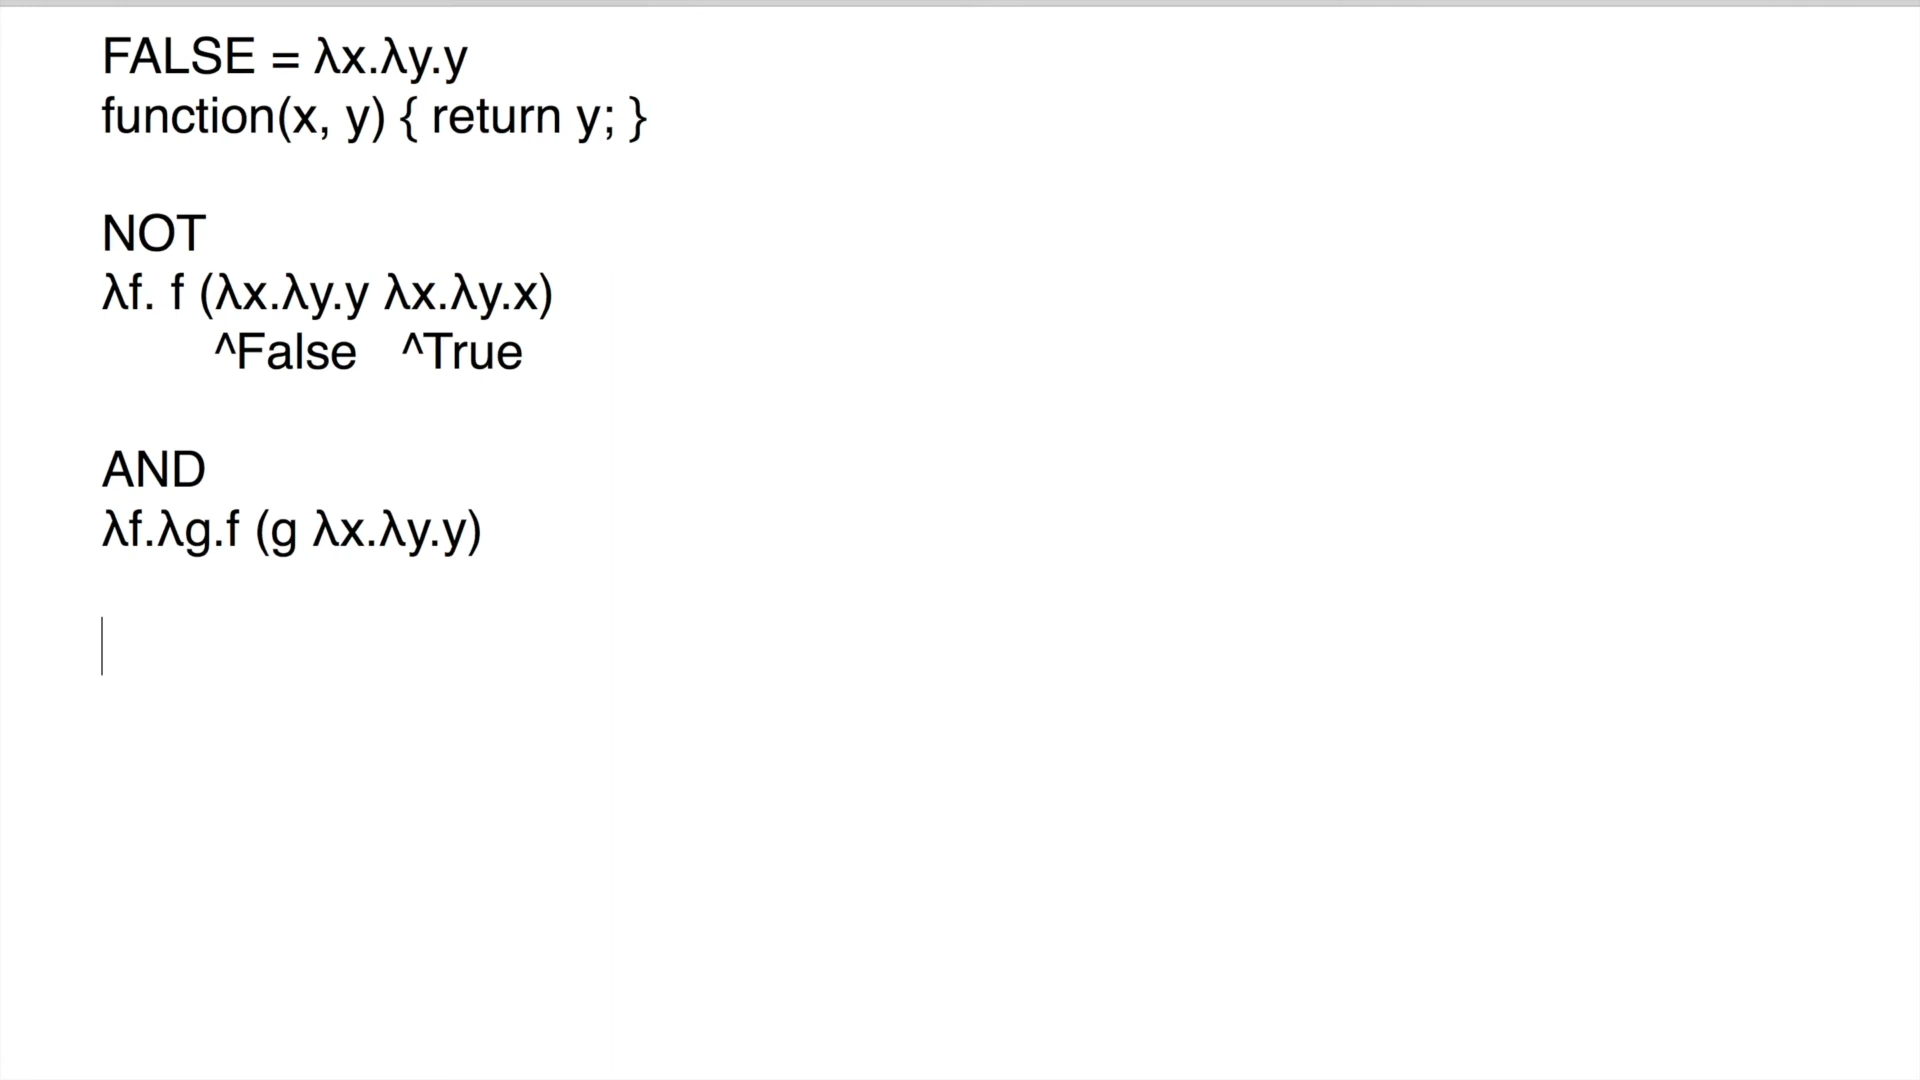 FALSE = λx.λy.y
function(x, y) { return y; }
NOT
λf. f (λx.λy.y λx.λy.x)
^False ^True
AND
λf.λg.f (g λx.λy.y)